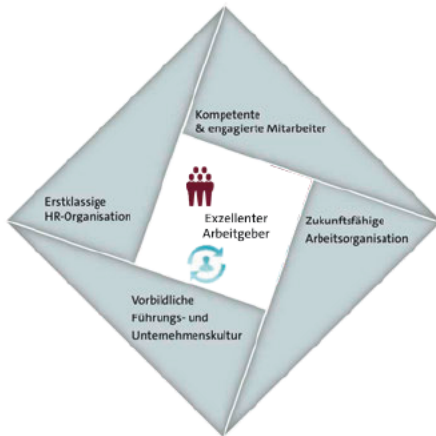 Kompetente
& engagierte Mitarbeiter
Erstklassige
HR-Organisation
Exzellenter
Arbeitgeber
Zukunftsfähige
Arbeitsorganisation
Vorbildliche
Führungs- und
Unternehmenskultur